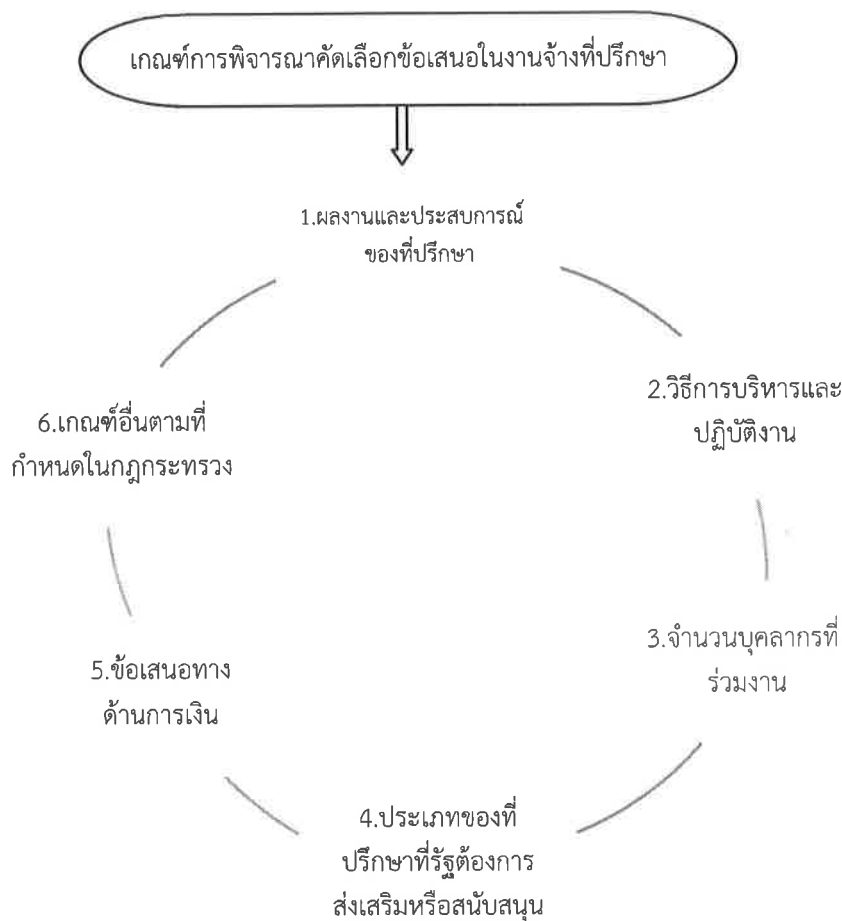 เกณฑ์การพิจารณาคัดเลือกข้อเสนอในงานจ้างที่ปรึกษา
1.ผลงานและประสบการณ์
ของที่ปรึกษา
2.วิธีการบริหารและ
ปฏิบัติงาน
3.จำนวนบุคลากรที่
ร่วมงาน
4.ประเภทของที่
ปรึกษาที่รัฐต้องการ
ส่งเสริมหรือสนับสนุน
5.ข้อเสนอทาง
ด้านการเงิน
6.เกณฑ์อื่นตามที่
กำหนดในกฎกระทรวง